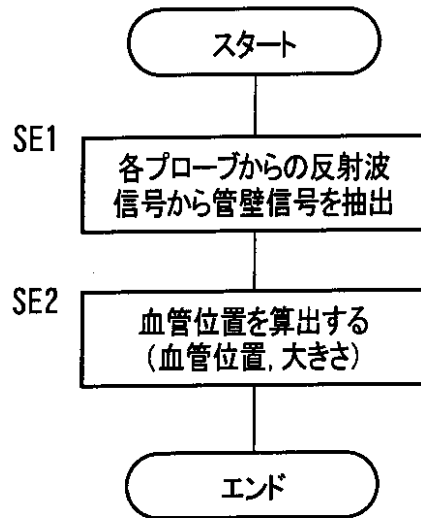 スタート
SE1
各プローブからの反射波
信号から管壁信号を抽出
SE2
血管位置を算出する
(血管位置,大きさ)
エンド